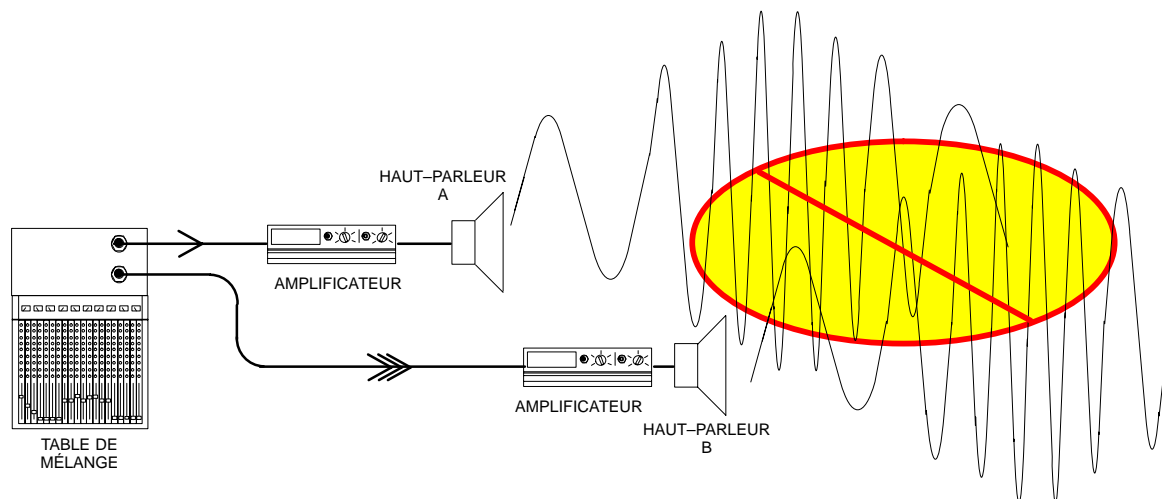 HAUT–PARLEUR
A
AMPLIFICATEUR
AMPLIFICATEUR
HAUT–PARLEUR
B
TABLE DE
MÉLANGE